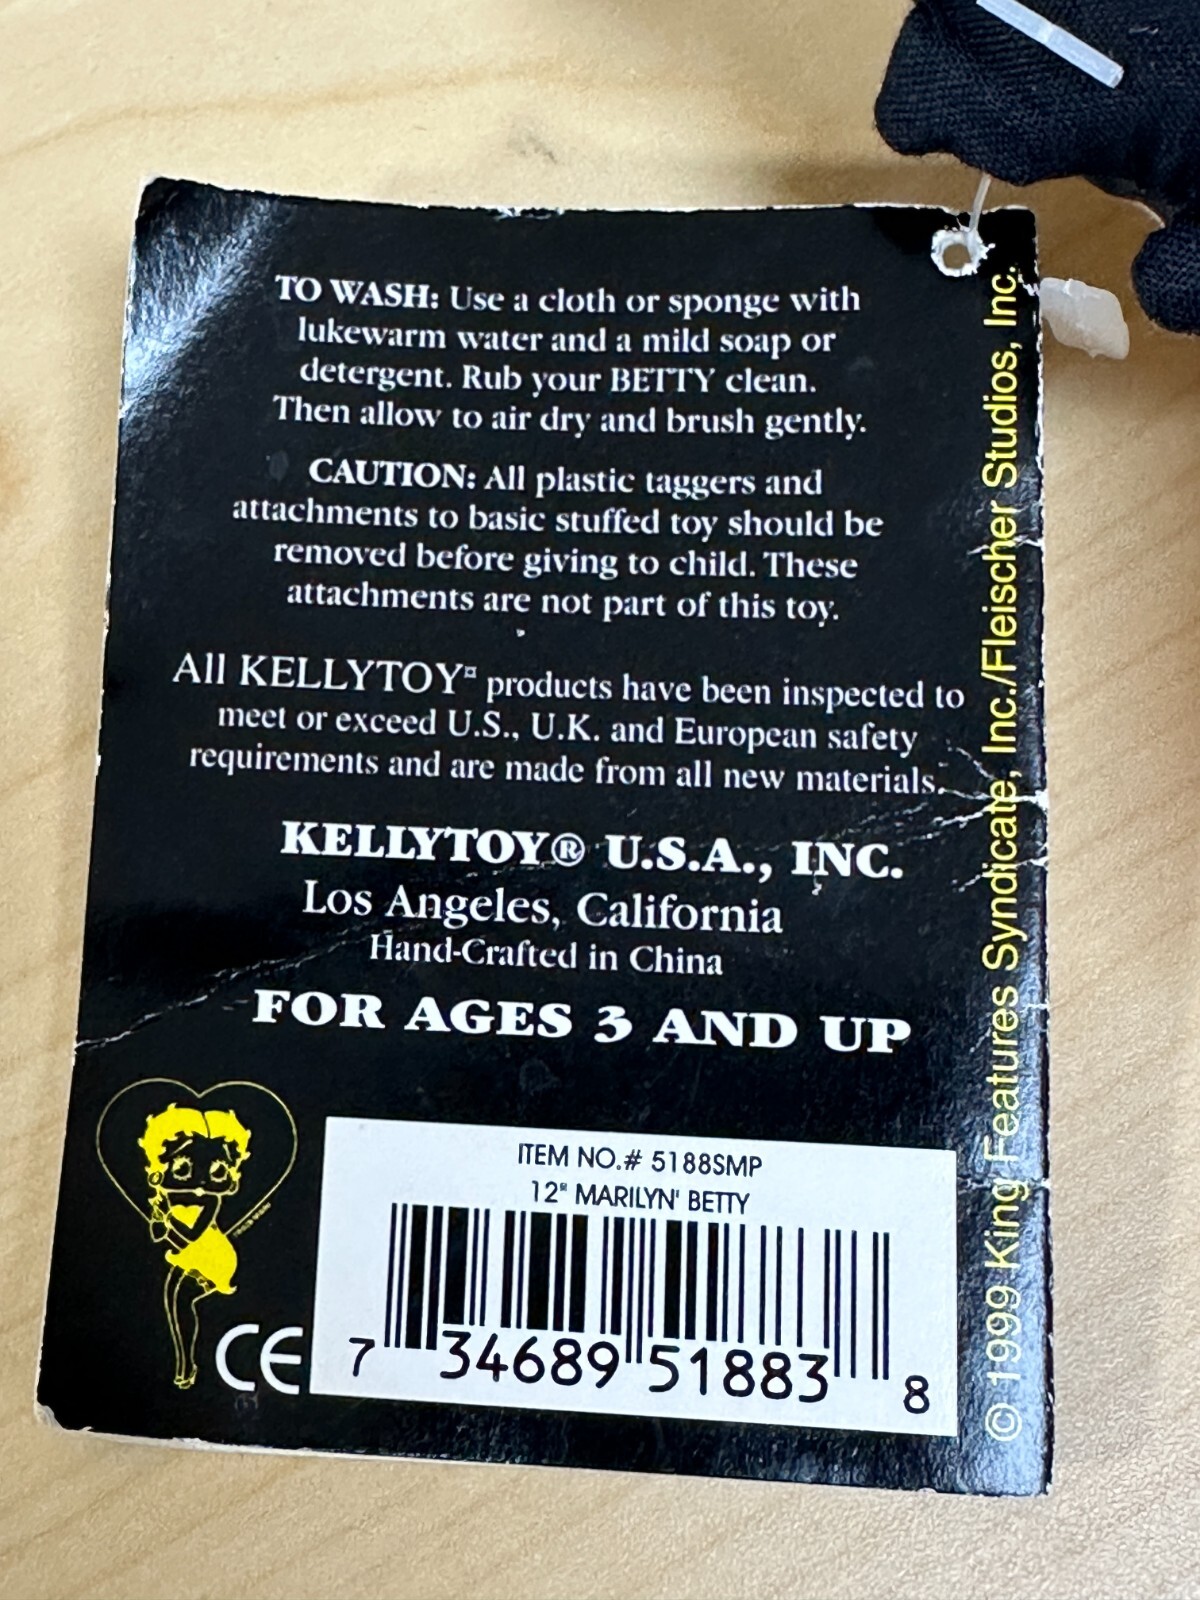 TO WASH: Use a cloth or sponge with
lukewarm water and a mild soap or
detergent. Rub your BETTY clean.
Then allow to air dry and brush gently.
CAUTION: All plastic taggers and
attachments to basic stuffed toy should be
removed before giving to child. These
attachments are not part of this toy.
All KELLYTOY¤ products have been inspected to
meet or exceed U.S., U.K. and European safety
requirements and are made from all new materials.
KELLYTOY® U.S.A., INC.
Los Angeles, California
Hand-Crafted in China
FOR AGES 3 AND UP
CE
ITEM NO.# 5188SMP
12" MARILYN' BETTY
7 34689 51883 8
© 1999 King Features Syndicate, Inc./Fleischer Studios, Inc.